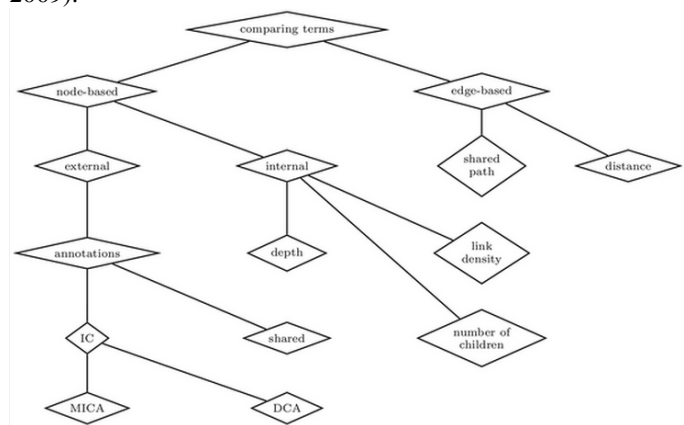 2009).
comparing terms
node-based
edge-based
external
internal
shared
path
distance
annotations
depth
link
density
IC
shared
number of
children
MICA
DCA